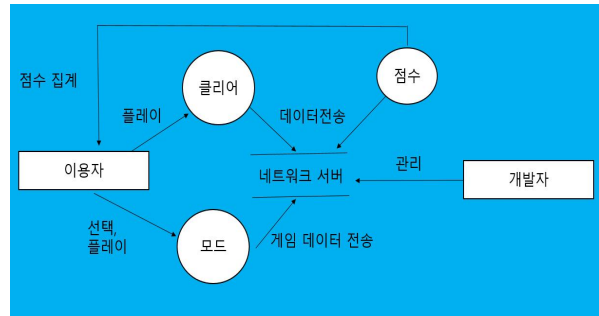 점수 집계
클리어
점수
플레이
데이터전송
이용자
네트워크 서버
관리
개발자
선택,
플레이
모드
게임 데이터 전송